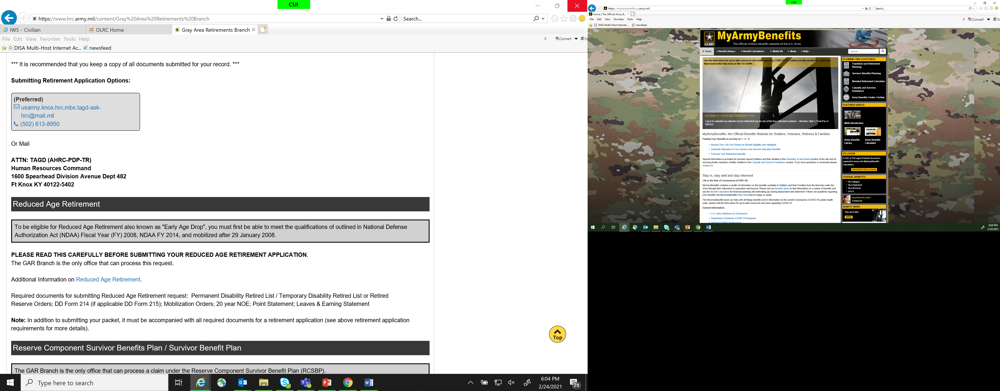 CUI
https://www.hrc.army.mil/content/Gray%20Area%20Retirements%20Branch
Search...
IWS - Civilian
OLRC Home
Gray Area Retirements Branch
File Edit View Favorites Tools Help
Convert
DISA Multi-Host Internet Ac...
newsfeed
*** It is recommended that you keep a copy of all documents submitted for your record. ***
Submitting Retirement Application Options:
(Preferred)
usarmy.knox.hrc.mbx.tagd-ask-
hrc@mail.mil
(502) 613-8950
Or Mail
ATTN: TAGD (AHRC-PDP-TR)
Human Resources Command
1600 Spearhead Division Avenue Dept 482
Ft Knox KY 40122-5402
Reduced Age Retirement
To be eligible for Reduced Age Retirement also known as "Early Age Drop", you must first be able to meet the qualifications of outlined in National Defense
Authorization Act (NDAA) Fiscal Year (FY) 2008, NDAA FY 2014, and mobilized after 29 January 2008.
PLEASE READ THIS CAREFULLY BEFORE SUBMITTING YOUR REDUCED AGE RETIREMENT APPLICATION.
The GAR Branch is the only office that can process this request.
Additional Information on Reduced Age Retirement.
Required documents for submitting Reduced Age Retirement request: Permanent Disability Retired List / Temporary Disability Retired List or Retired
Reserve Orders; DD Form 214 (if applicable DD Form 215); Mobilization Orders; 20 year NOE; Point Statement; Leaves & Earning Statement
Note: In addition to submitting your packet, it must be accompanied with all required documents for a retirement application (see above retirement application
requirements for more details).
Top
Reserve Component Survivor Benefits Plan / Survivor Benefit Plan
The GAR Branch is the only office that can process a claim under the Reserve Component Survivor Benefit Plan (RCSBP).
Type here to search
6:04 PM
2/24/2021
28
CUI
https://myarmybenefits.us.army.mil/
Search...
Home | The Official Army B...
File Edit View Favorites Tools Help
Convert
DISA Multi-Host Internet ...
newsfeed
U.S.ARMY
MyArmyBenefits
The official military benefits website of the U.S. Army
Home
Benefit Library
Benefit Calculators
Media Kit
News
Help
Search
See the links below for up-to-date resources and news regarding COVID-19. For military benefit questions, contact the
MyArmyBenefits Help Desk at 888-721-ARMY
ESTIMATE YOUR RETIREMENT PAY
Log in to calculate an estimate of your retirement pay for any of the four retirement systems -- Blended, High 3, Final Pay or
REDUX.
MyArmyBenefits--the Official Benefits Website for Soldiers, Veterans, Retirees & Families
Finding Your Benefits is as Easy as 1 - 2 - 3!
Browse Over 150 Fact Sheets for Benefit Eligibility and Highlights
Calculate Estimates of Your Survivor and Survivor Education Benefits
Forecast Your Retirement Benefits
Special information is provided for severely injured Soldiers and their families in the Wounded, Ill and Injured section of the site and for
surviving family members of fallen Soldiers in the Casualty and Survivor Assistance section. If you have questions or comments please
contact us.
Stay in, stay well and stay informed
Life in the time of Coronavirus (COVID-19)
MyArmyBenefits contains a wealth of information on the benefits available to Soldiers and their Families from the time they enter the
Army through their retirement or separation and beyond. Please see our Benefit Library to find information on a variety of benefits and
use the Benefit Calculators for financial planning and estimating pay during deployment and retirement. If there are questions regarding
your benefits, the MyArmyBenefits Help Desk team is happy to assist.
The MyArmyBenefits team can help with all things benefits but for information on the current Coronavirus (COVID-19) public health
crisis, please visit the links below for up-to-date resources and news regarding COVID-19:
General Information:
U.S. Army Guidance on Coronavirus
Department of Defense COVID-19 Response
USAGov COVID-19 Response
PLANNING AND ASSISTANCE
Transition and Retirement
Planning
Survivor Benefits Planning
Blended Retirement Calculator
Casualty and Survivor
Assistance
Army Benefits Center--Civilian
FEATURED VIDEOS
MAB Introduction
Army Benefits
Library
Army Benefits
Calculator
DS LOGON
A CAC or DS Logon Premium Account is
required to access the MyArmyBenefits
Calculators.
REGISTER FOR DS LOGON
FEDERAL BENEFITS
By Category
By Component
By Life Event
A to Z
Need Benefits Help?
Contact Us
BENEFIT NEWS
Stay up to date
MORE
6:04 PM
2/24/2021